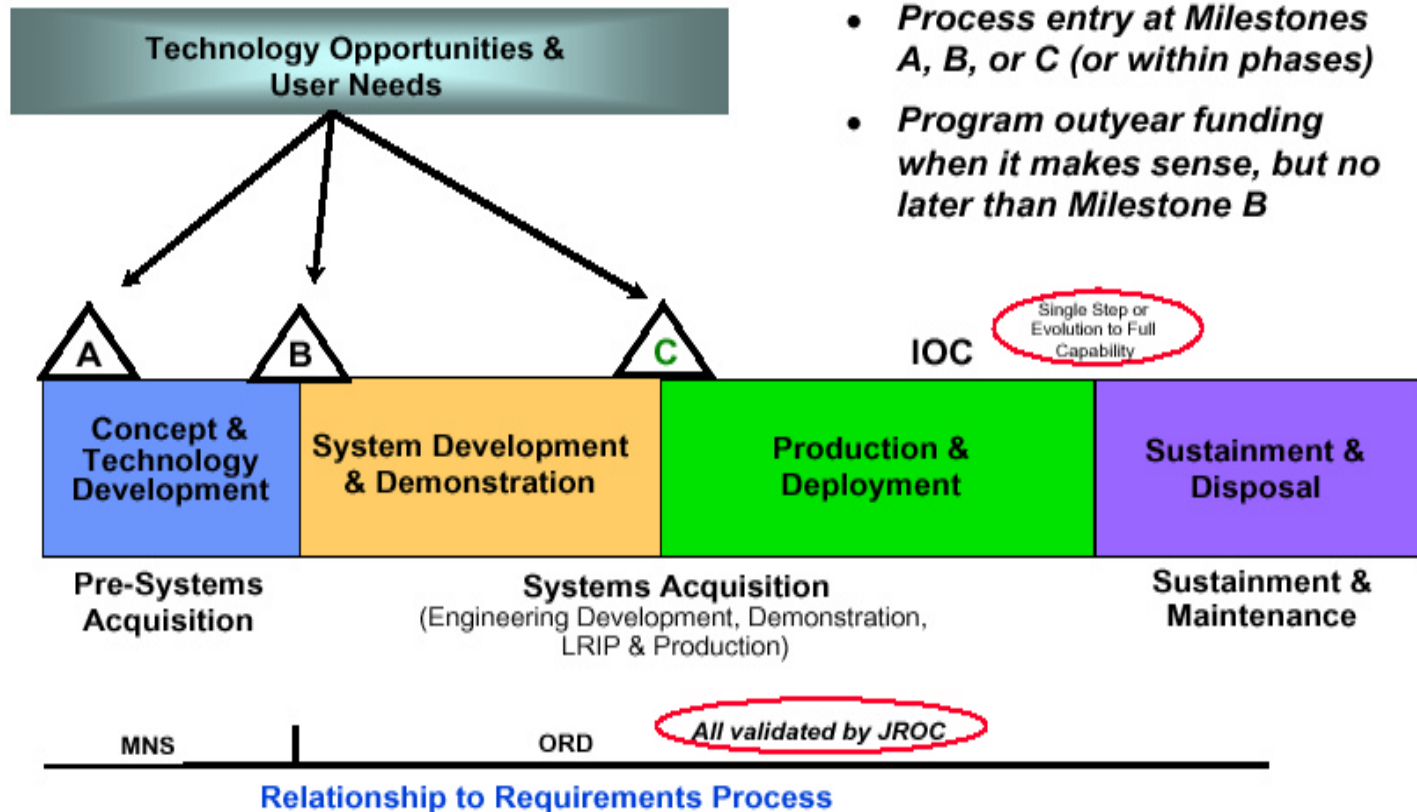 Technology Opportunities &
User Needs
• Process entry at Milestones
A, B, or C (or within phases)
• Program outyear funding
when it makes sense, but no
later than Milestone B
A
B
C
IOC
Single Step or
Evolution to Full
Capability
Concept &
Technology
Development
System Development
& Demonstration
Production &
Deployment
Sustainment &
Disposal
Pre-Systems
Acquisition
Systems Acquisition
(Engineering Development, Demonstration,
LRIP & Production)
Sustainment &
Maintenance
MNS
ORD
All validated by JROC
Relationship to Requirements Process